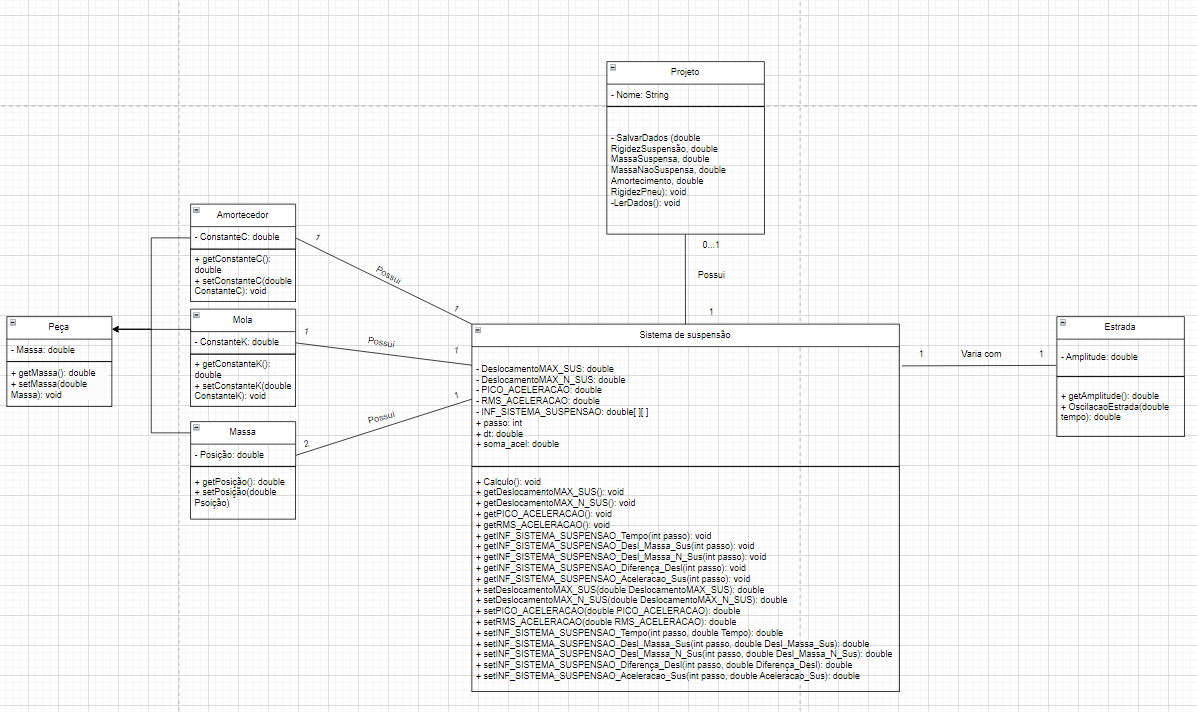 Projeto
- Nome: String
- SalvarDados (double
RigidezSuspensão, double
MassaSuspensa, double
MassaNaoSuspensa, double
Amortecimento, double
RigidezPneu): void
-LerDados(): void
0...1
Possui
1
Amortecedor
- ConstanteC: double
+ getConstanteC():
double
+ setConstanteC(double
ConstanteC): void
1
Possui
1
Mola
- ConstanteK: double
+ getConstanteK():
double
+ setConstanteK(double
ConstanteK): void
1
Possui
1
Massa
- Posição: double
+ getPosição(): double
+ setPosição(double
Psoição)
2
Possui
1
Peça
- Massa: double
+ getMassa(): double
+ setMassa(double
Massa): void
Sistema de suspensão
- DeslocamentoMAX_SUS: double
- DeslocamentoMAX_N_SUS: double
- PICO_ACELERACAO: double
- RMS_ACELERACAO: double
- INF_SISTEMA_SUSPENSAO: double[ ][ ]
+ passo: int
+ dt: double
+ soma_acel: double
+ Calculo(): void
+ getDeslocamentoMAX_SUS(): void
+ getDeslocamentoMAX_N_SUS(): void
+ getPICO_ACELERACAO(): void
+ getRMS_ACELERACAO(): void
+ getINF_SISTEMA_SUSPENSAO_Tempo(int passo): void
+ getINF_SISTEMA_SUSPENSAO_Desl_Massa_Sus(int passo): void
+ getINF_SISTEMA_SUSPENSAO_Desl_Massa_N_Sus(int passo): void
+ getINF_SISTEMA_SUSPENSAO_Diferença_Desl(int passo): void
+ getINF_SISTEMA_SUSPENSAO_Aceleracao_Sus(int passo): void
+ setDeslocamentoMAX_SUS(double DeslocamentoMAX_SUS): double
+ setDeslocamentoMAX_N_SUS(double DeslocamentoMAX_N_SUS): double
+ setPICO_ACELERACAO(double PICO_ACELERACAO): double
+ setRMS_ACELERACAO(double RMS_ACELERACAO): double
+ setINF_SISTEMA_SUSPENSAO_Tempo(int passo, double Tempo): double
+ setINF_SISTEMA_SUSPENSAO_Desl_Massa_Sus(int passo, double Desl_Massa_Sus): double
+ setINF_SISTEMA_SUSPENSAO_Desl_Massa_N_Sus(int passo, double Desl_Massa_N_Sus): double
+ setINF_SISTEMA_SUSPENSAO_Diferença_Desl(int passo, double Diferença_Desl): double
+ setINF_SISTEMA_SUSPENSAO_Aceleracao_Sus(int passo, double Aceleracao_Sus): double
1
Varia com
1
Estrada
- Amplitude: double
+ getAmplitude(): double
+ OscilacaoEstrada(double
tempo): double